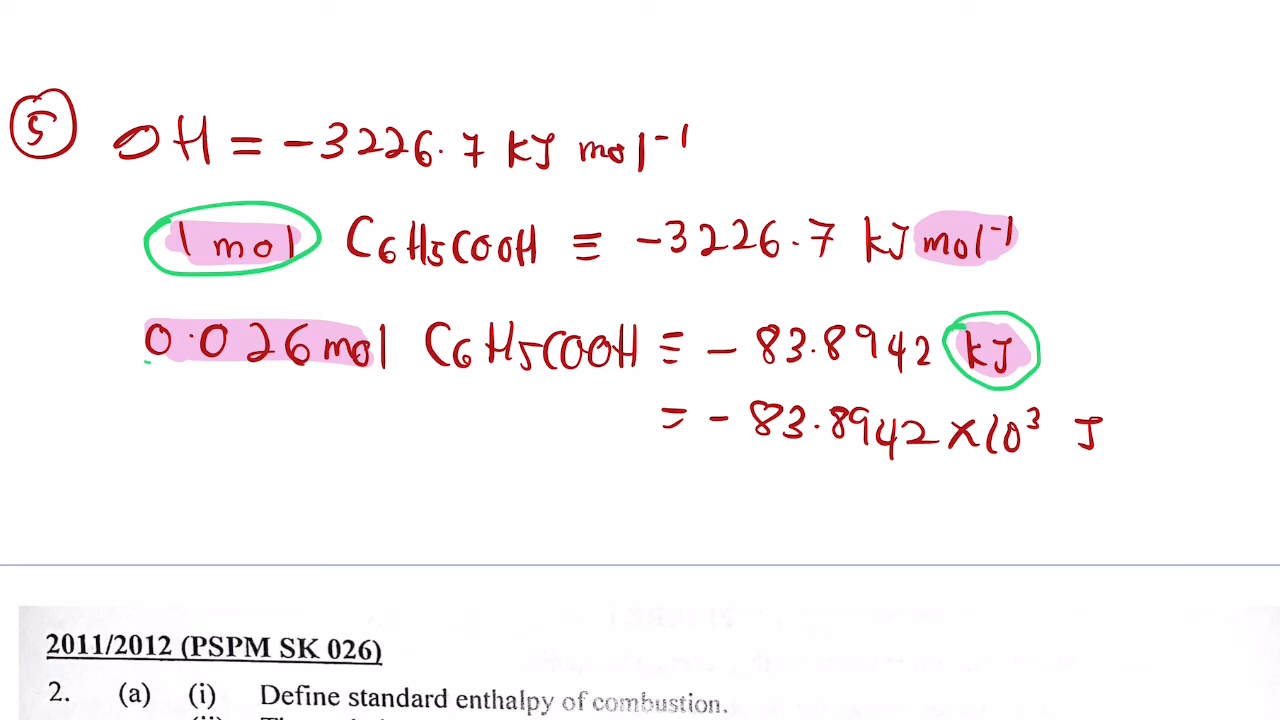 5 ΔH = -3226.7 kJ mol⁻¹
1 mol C6H5COOH ≡ -3226.7 kJ mol⁻¹
0.026 mol C6H5COOH ≡ - 83.8942 kJ
= - 83.8942 × 10³ J
2011/2012 (PSPM SK 026)
2. (a) (i) Define standard enthalpy of combustion.